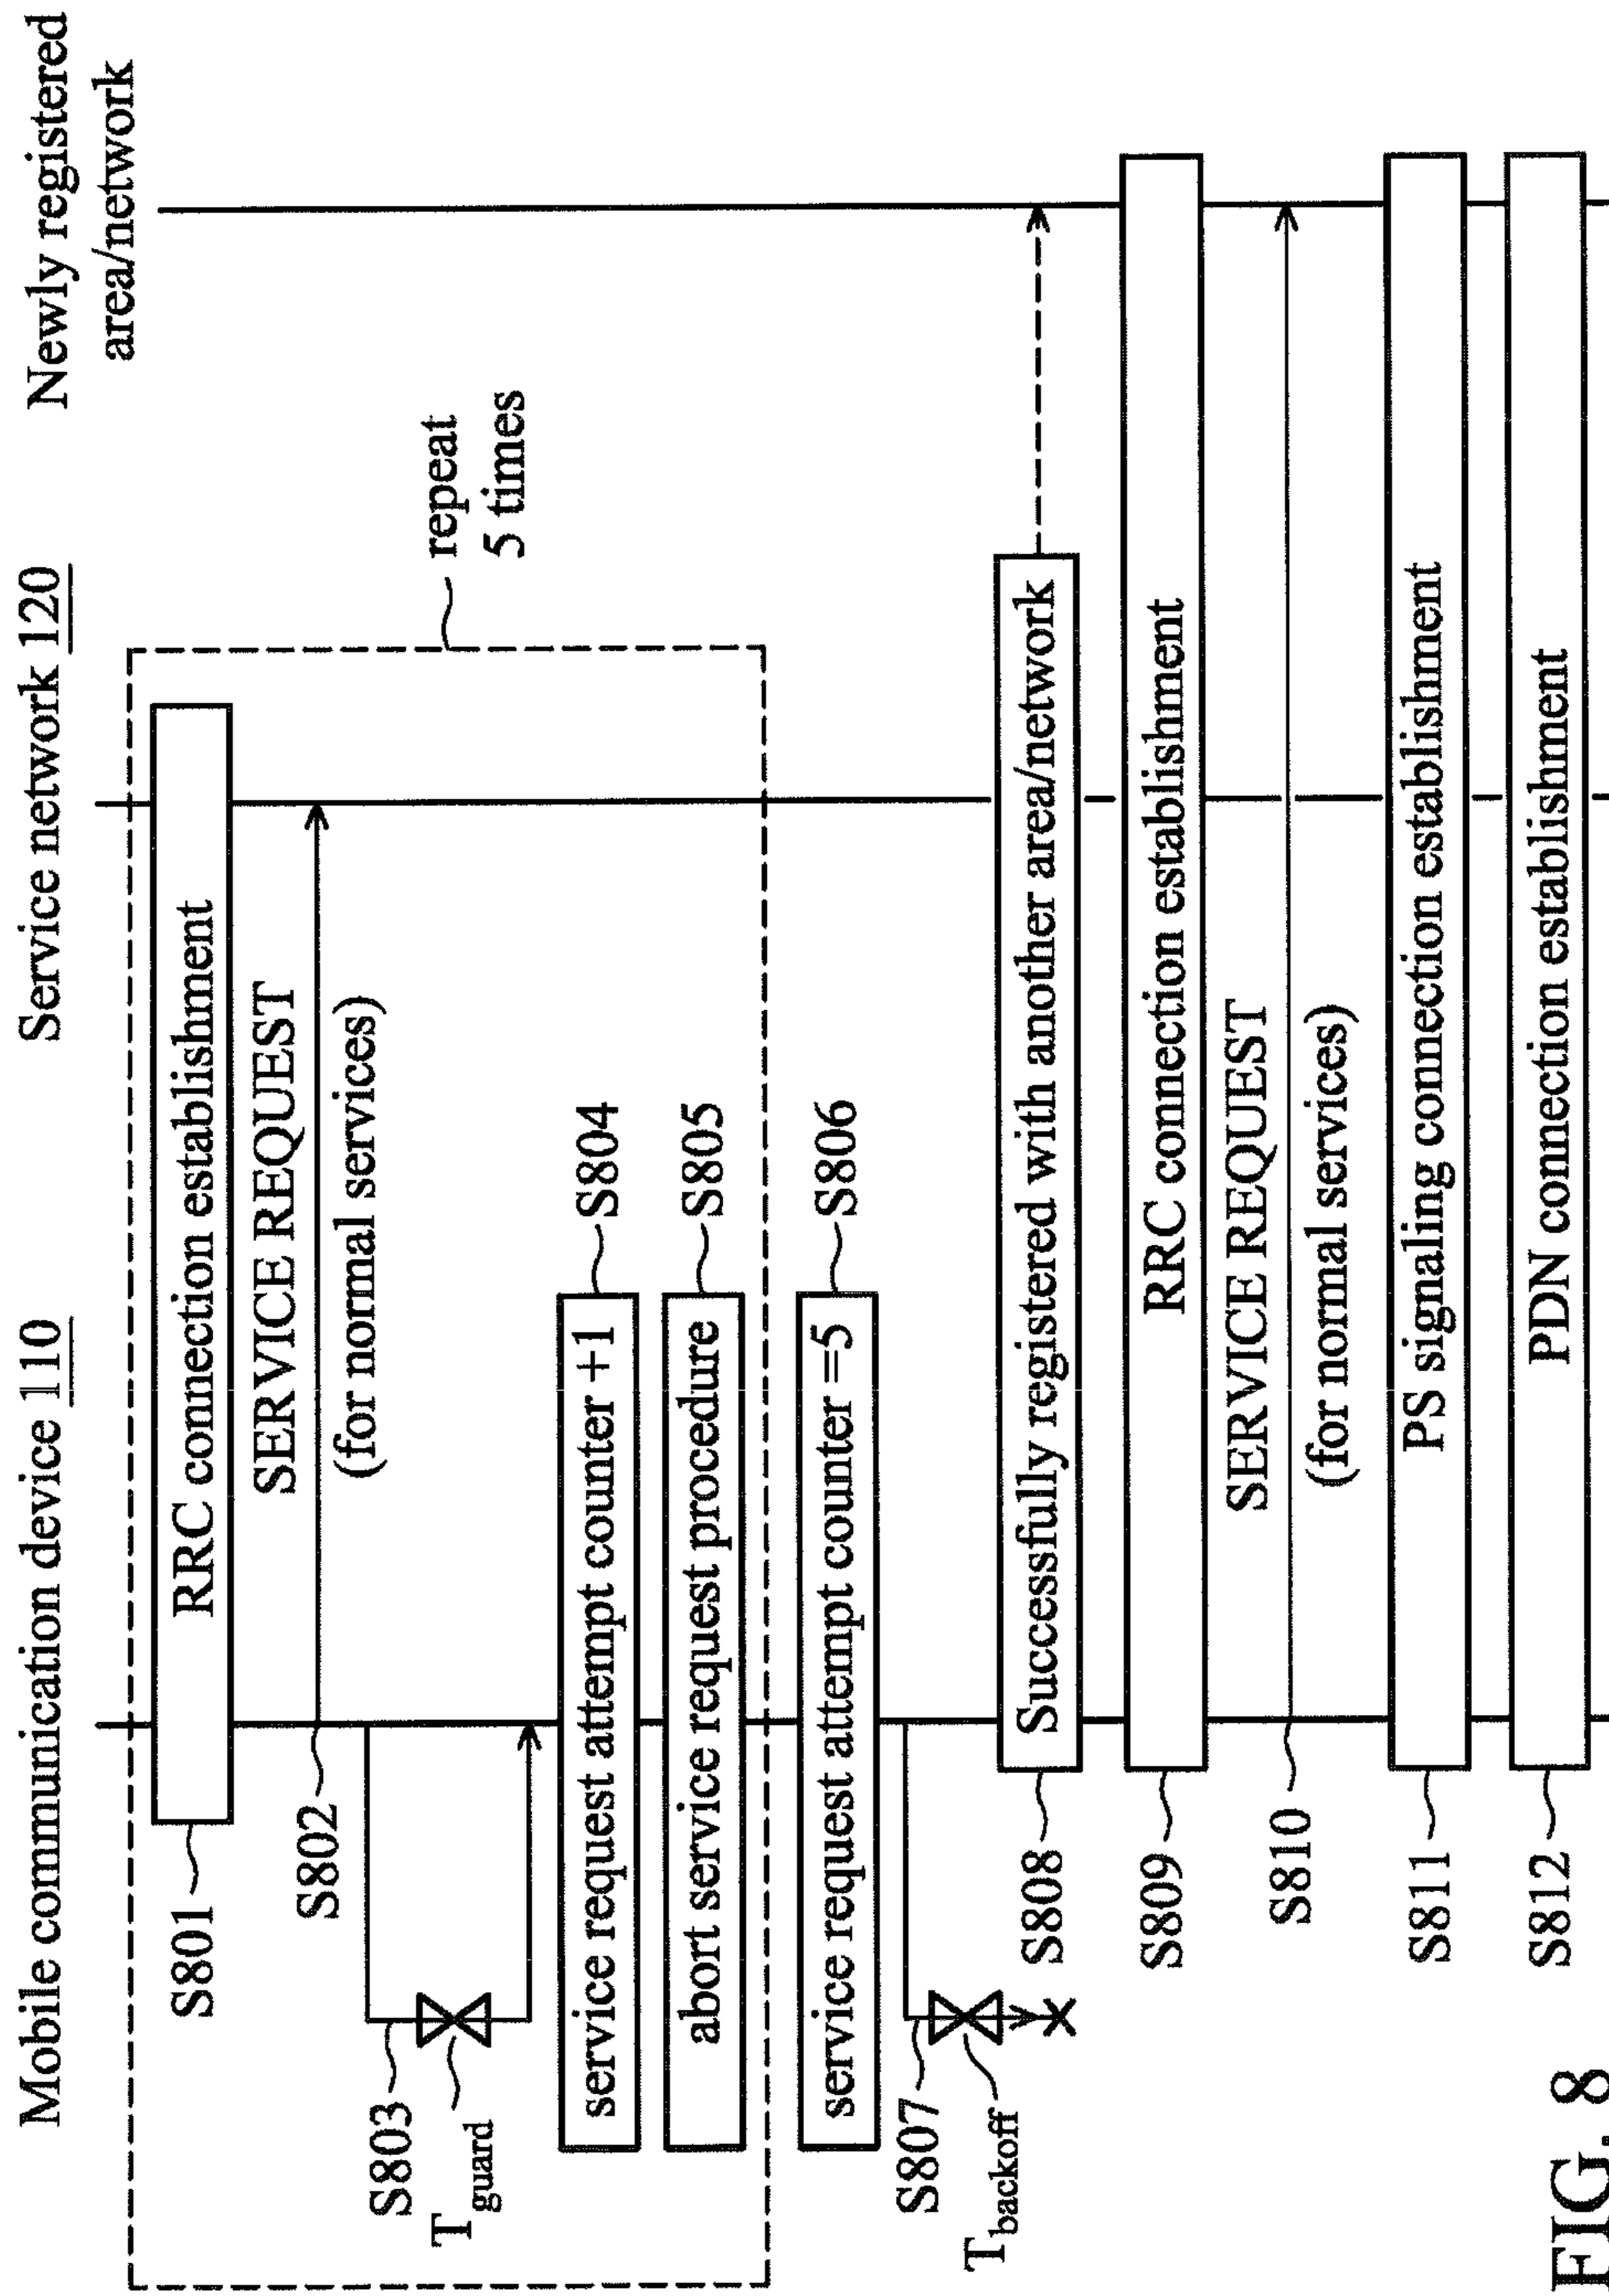 Mobile communication device 110
Service network 120
Newly registered
area/network
repeat
5 times
S801
RRC connection establishment
SERVICE REQUEST
S802
(for normal services)
S803
T guard
service request attempt counter +1
S804
abort service request procedure
S805
service request attempt counter =5
S806
S807
T backoff
S808
Successfully registered with another area/network
S809
RRC connection establishment
SERVICE REQUEST
S810
(for normal services)
S811
PS signaling connection establishment
S812
PDN connection establishment
FIG. 8